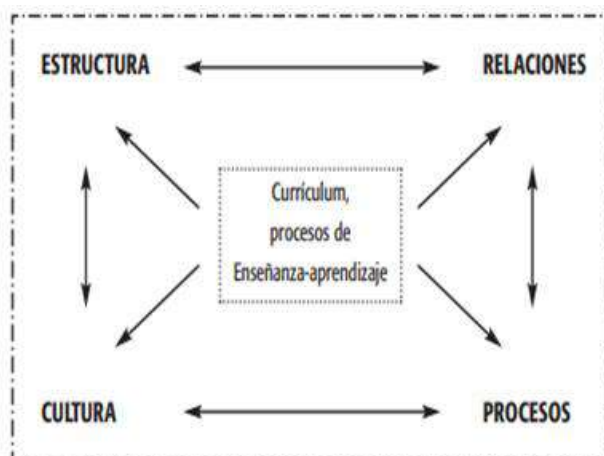 ESTRUCTURA
RELACIONES
Currículum,
procesos de
Enseñanza-aprendizaje
CULTURA
PROCESOS